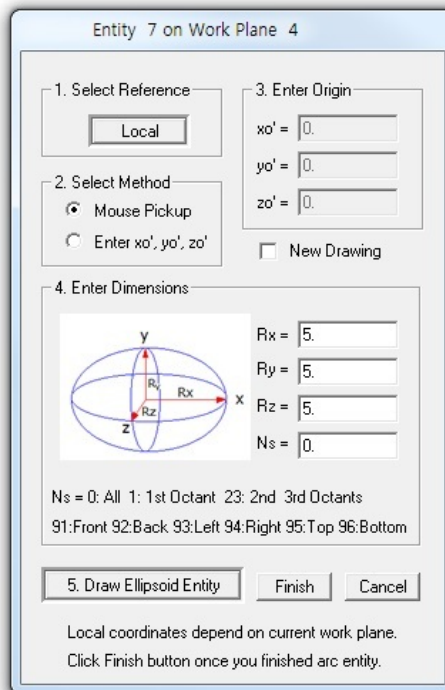 Entity 7 on Work Plane 4
1. Select Reference
Local
2. Select Method
Mouse Pickup
Enter xo', yo', zo'
3. Enter Origin
xo' = 0.
yo' = 0.
zo' = 0.
New Drawing
4. Enter Dimensions
y
Ry
Rx
x
Rz
z
Rx = 5.
Ry = 5.
Rz = 5.
Ns = 0.
Ns = 0: All 1: 1st Octant 23: 2nd 3rd Octants
91:Front 92:Back 93:Left 94:Right 95:Top 96:Bottom
5. Draw Ellipsoid Entity
Finish
Cancel
Local coordinates depend on current work plane.
Click Finish button once you finished arc entity.